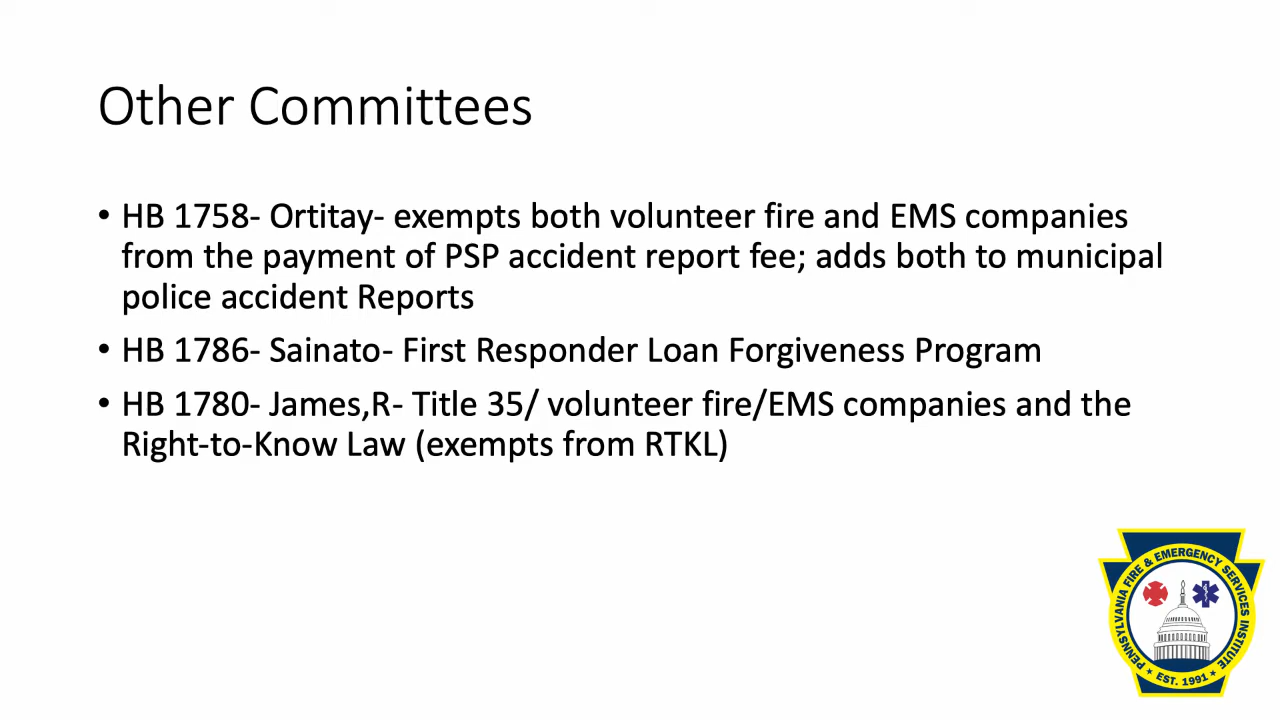 Other Committees
• HB 1758- Ortitay- exempts both volunteer fire and EMS companies
from the payment of PSP accident report fee; adds both to municipal
police accident Reports
• HB 1786- Sainato- First Responder Loan Forgiveness Program
• HB 1780- James,R- Title 35/ volunteer fire/EMS companies and the
Right-to-Know Law (exempts from RTKL)
PENNSYLVANIA FIRE & EMERGENCY SERVICES INSTITUTE
★ EST. 1991 ★